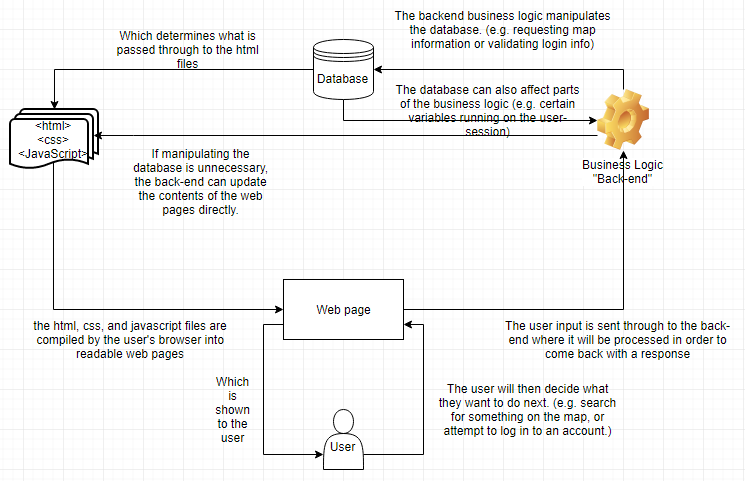 The backend business logic manipulates
the database. (e.g. requesting map
information or validating login info)
Which determines what is
passed through to the html
files
Database
The database can also affect parts
of the business logic (e.g. certain
variables running on the user-
session)
<html>
<css>
<JavaScript>
If manipulating the
database is unnecessary,
the back-end can update
the contents of the web
pages directly.
Business Logic
"Back-end"
Web page
the html, css, and javascript files are
compiled by the user's browser into
readable web pages
The user input is sent through to the back-
end where it will be processed in order to
come back with a response
Which
is
shown
to the
user
The user will then decide what
they want to do next. (e.g. search
for something on the map, or
attempt to log in to an account.)
User